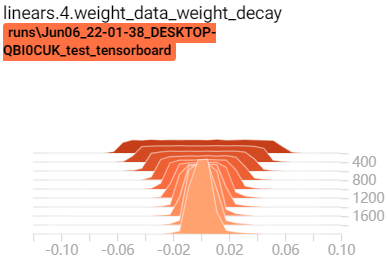 linears.4.weight_data_weight_decay
runs\Jun06_22-01-38_DESKTOP-
QBI0CUK_test_tensorboard
400
800
1200
1600
-0.10 -0.06 -0.02 0.02 0.06 0.10